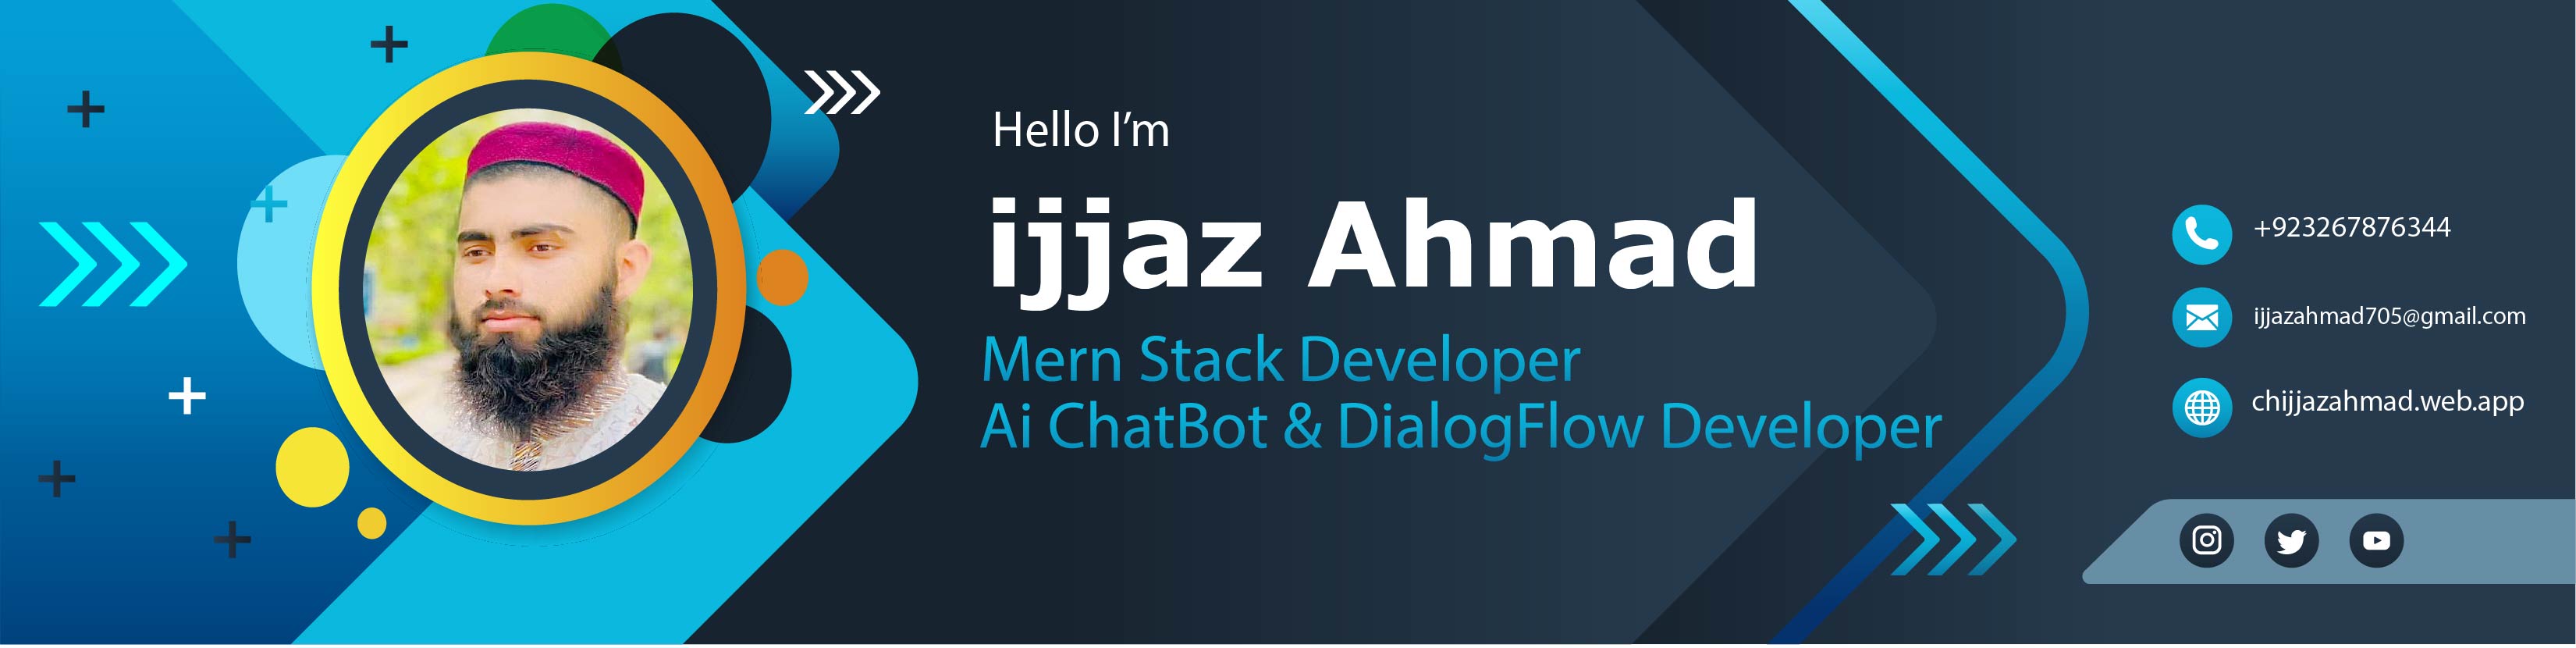 Hello I’m
ijjaz Ahmad
Mern Stack Developer
Ai ChatBot & DialogFlow Developer
+923267876344
ijjazahmad705@gmail.com
chijjazahmad.web.app